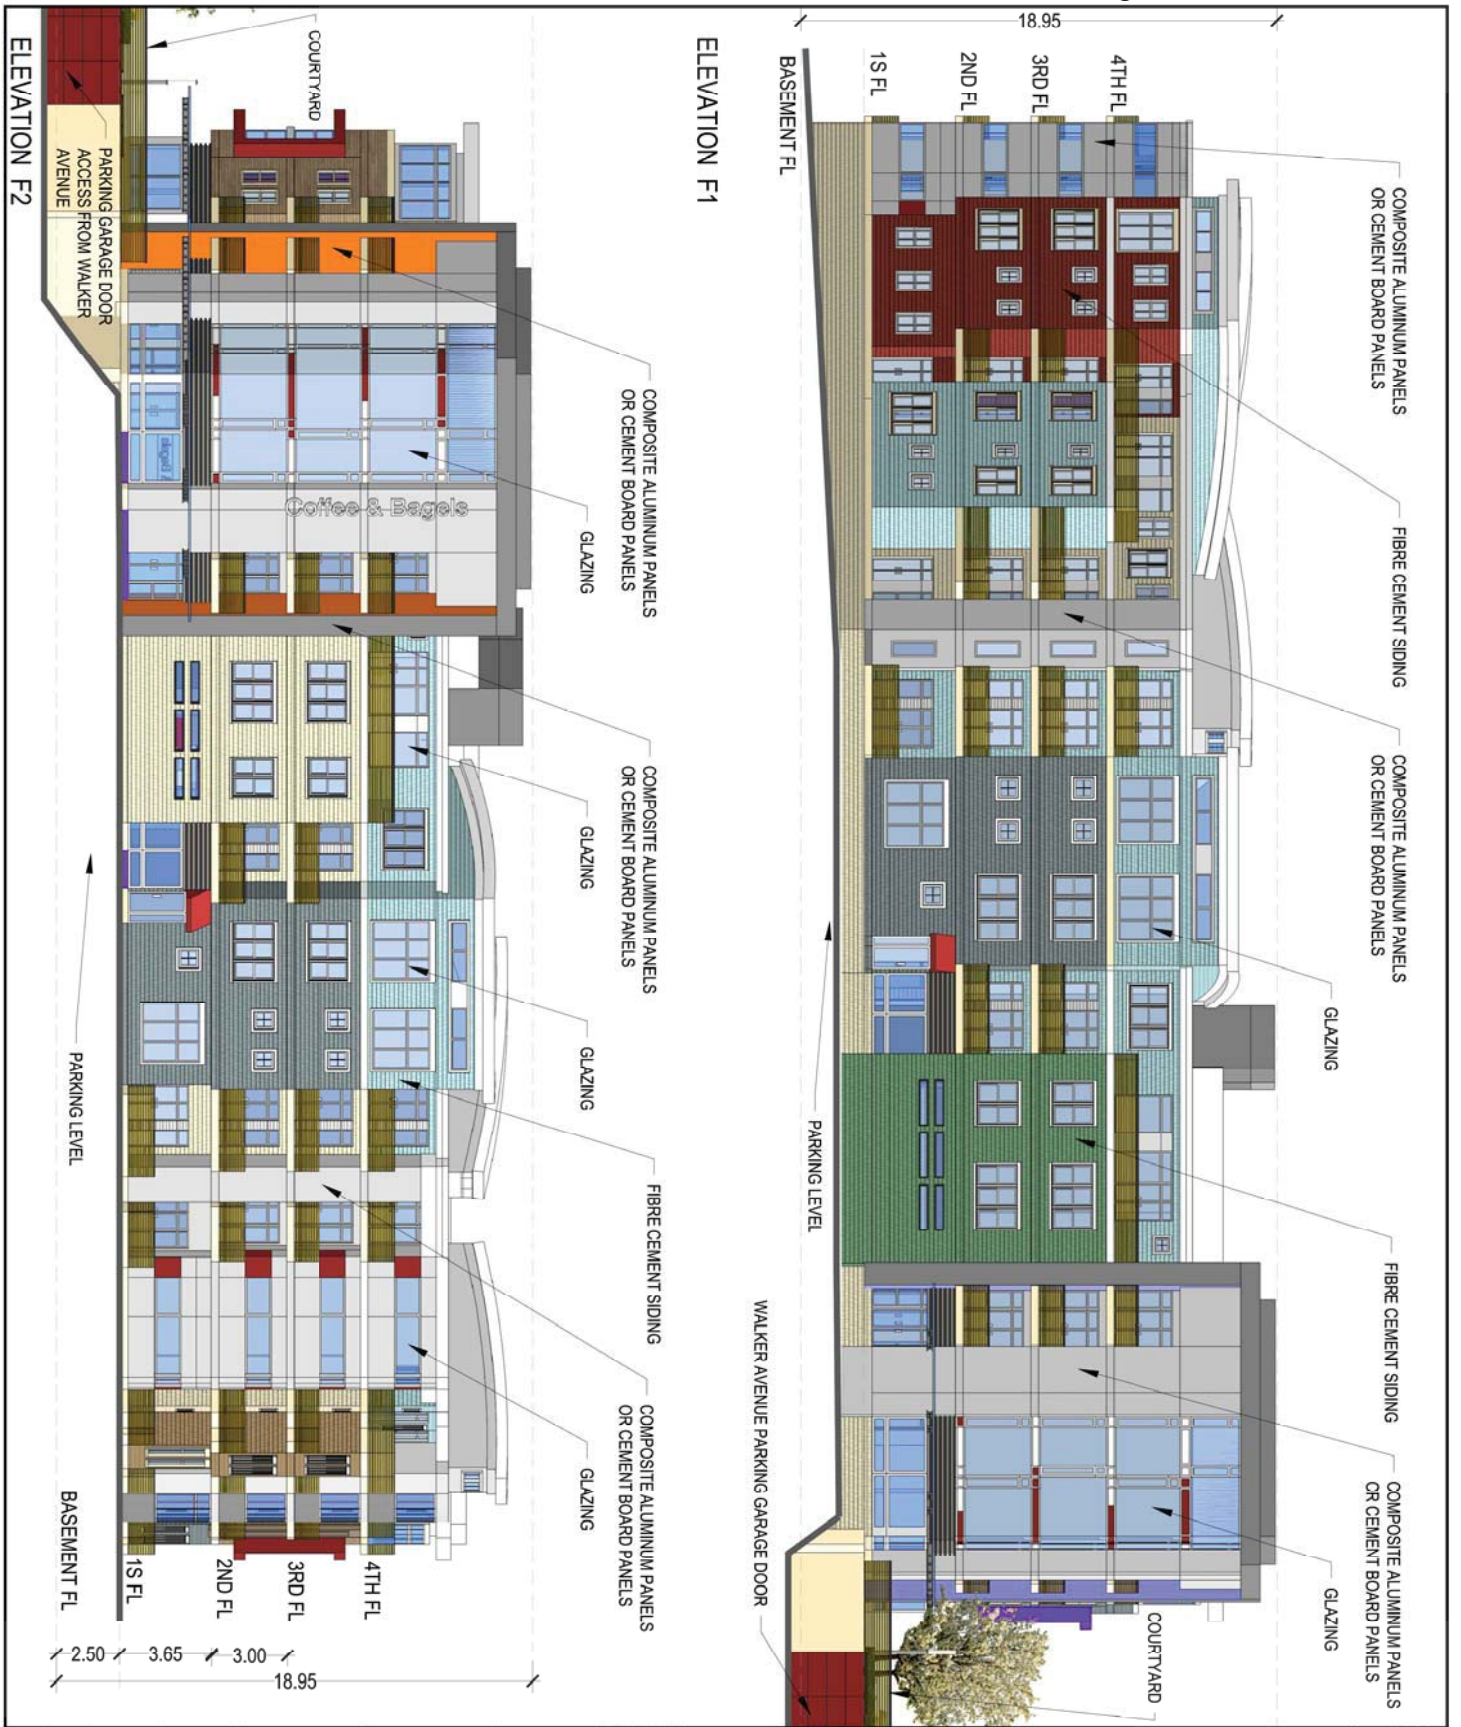 COMPOSITE ALUMINUM PANELS
OR CEMENT BOARD PANELS
FIBRE CEMENT SIDING
COMPOSITE ALUMINUM PANELS
OR CEMENT BOARD PANELS
GLAZING
FIBRE CEMENT SIDING
COMPOSITE ALUMINUM PANELS
OR CEMENT BOARD PANELS
GLAZING
18.95
4TH FL
3RD FL
2ND FL
1S FL
BASEMENT FL
COURTYARD
PARKING LEVEL
WALKER AVENUE PARKING GARAGE DOOR
ELEVATION F1
COMPOSITE ALUMINUM PANELS
OR CEMENT BOARD PANELS
GLAZING
COMPOSITE ALUMINUM PANELS
OR CEMENT BOARD PANELS
GLAZING
GLAZING
FIBRE CEMENT SIDING
COMPOSITE ALUMINUM PANELS
OR CEMENT BOARD PANELS
GLAZING
COURTYARD
Coffee & Bagels
4TH FL
3RD FL
2ND FL
1S FL
BASEMENT FL
18.95
3.00
3.65
2.50
PARKING GARAGE DOOR
ACCESS FROM WALKER
AVENUE
PARKING LEVEL
ELEVATION F2